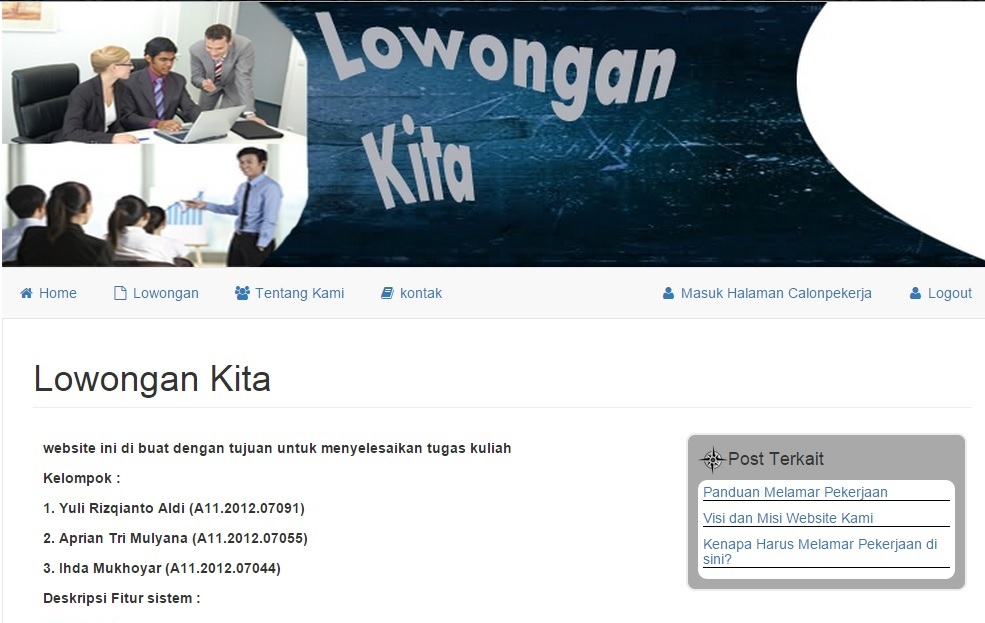 Lowongan
Kita
Home Lowongan Tentang Kami kontak Masuk Halaman Calonpekerja Logout
Lowongan Kita
website ini di buat dengan tujuan untuk menyelesaikan tugas kuliah
Kelompok :
1. Yuli Rizqianto Aldi (A11.2012.07091)
2. Aprian Tri Mulyana (A11.2012.07055)
3. Ihda Mukhoyar (A11.2012.07044)
Deskripsi Fitur sistem :
Post Terkait
Panduan Melamar Pekerjaan
Visi dan Misi Website Kami
Kenapa Harus Melamar Pekerjaan di
sini?